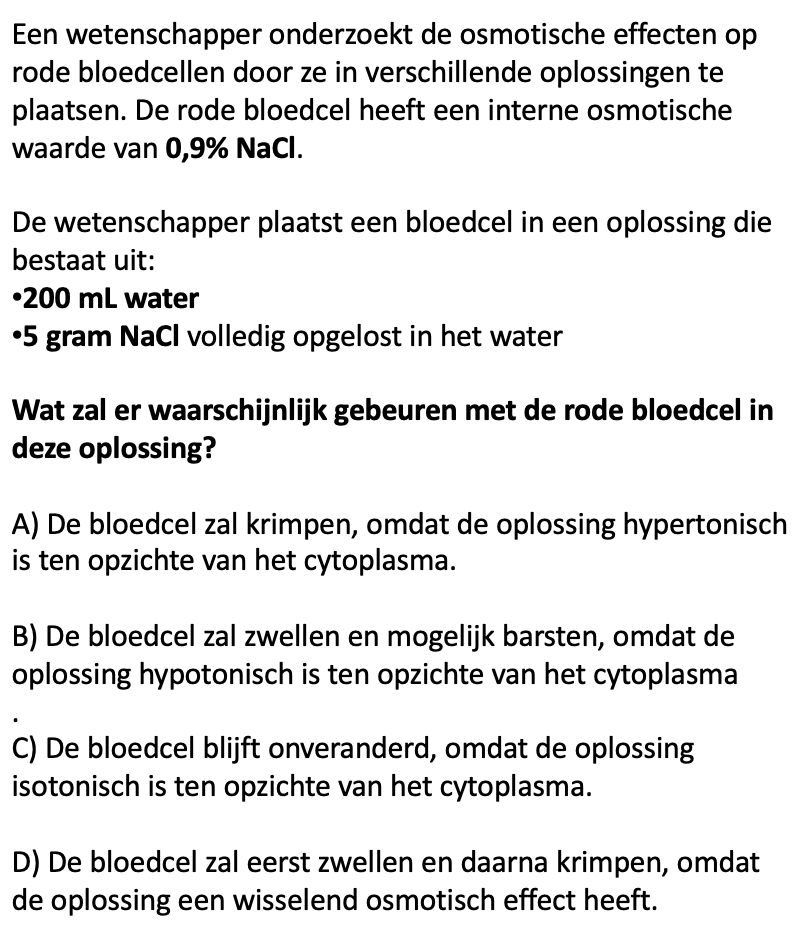 Een wetenschapper onderzoekt de osmotische effecten op
rode bloedcellen door ze in verschillende oplossingen te
plaatsen. De rode bloedcel heeft een interne osmotische
waarde van 0,9% NaCl.
De wetenschapper plaatst een bloedcel in een oplossing die
bestaat uit:
•200 mL water
•5 gram NaCl volledig opgelost in het water
Wat zal er waarschijnlijk gebeuren met de rode bloedcel in
deze oplossing?
A) De bloedcel zal krimpen, omdat de oplossing hypertonisch
is ten opzichte van het cytoplasma.
B) De bloedcel zal zwellen en mogelijk barsten, omdat de
oplossing hypotonisch is ten opzichte van het cytoplasma
.
C) De bloedcel blijft onveranderd, omdat de oplossing
isotonisch is ten opzichte van het cytoplasma.
D) De bloedcel zal eerst zwellen en daarna krimpen, omdat
de oplossing een wisselend osmotisch effect heeft.